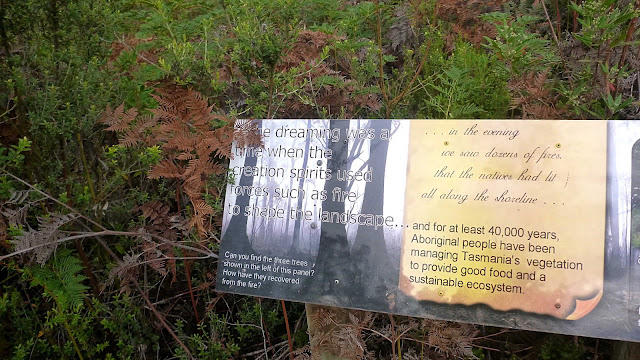 The dreaming was a
time when the
creation spirits used
forces such as fire
to shape the landscape...
Can you find the three trees
shown in the left of this panel?
How have they recovered
from the fire?
... in the evening
we saw dozens of fires,
that the natives had lit
all along the shoreline ...
and for at least 40,000 years,
Aboriginal people have been
managing Tasmania's vegetation
to provide good food and a
sustainable ecosystem.